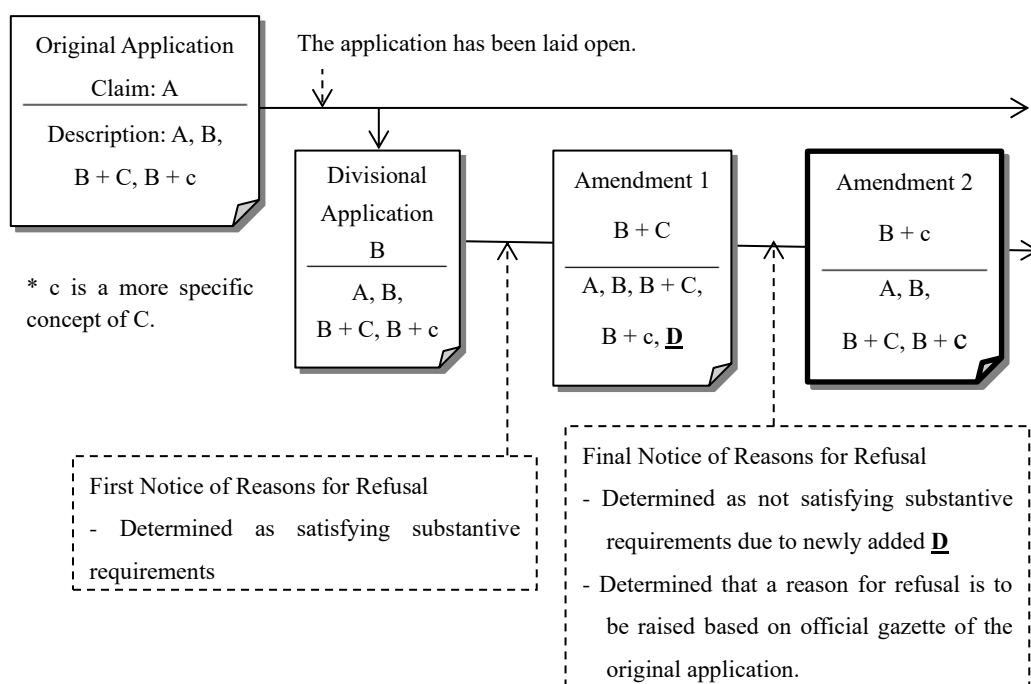 Original Application
Claim: A
Description: A, B,
B + C, B + c
The application has been laid open.
* c is a more specific
concept of C.
Divisional
Application
B
A, B,
B + C, B + c
Amendment 1
B + C
A, B, B + C,
B + c, D
Amendment 2
B + c
A, B,
B + C, B + c
First Notice of Reasons for Refusal
- Determined as satisfying substantive
requirements
Final Notice of Reasons for Refusal
- Determined as not satisfying substantive
requirements due to newly added D
- Determined that a reason for refusal is to
be raised based on official gazette of the
original application.